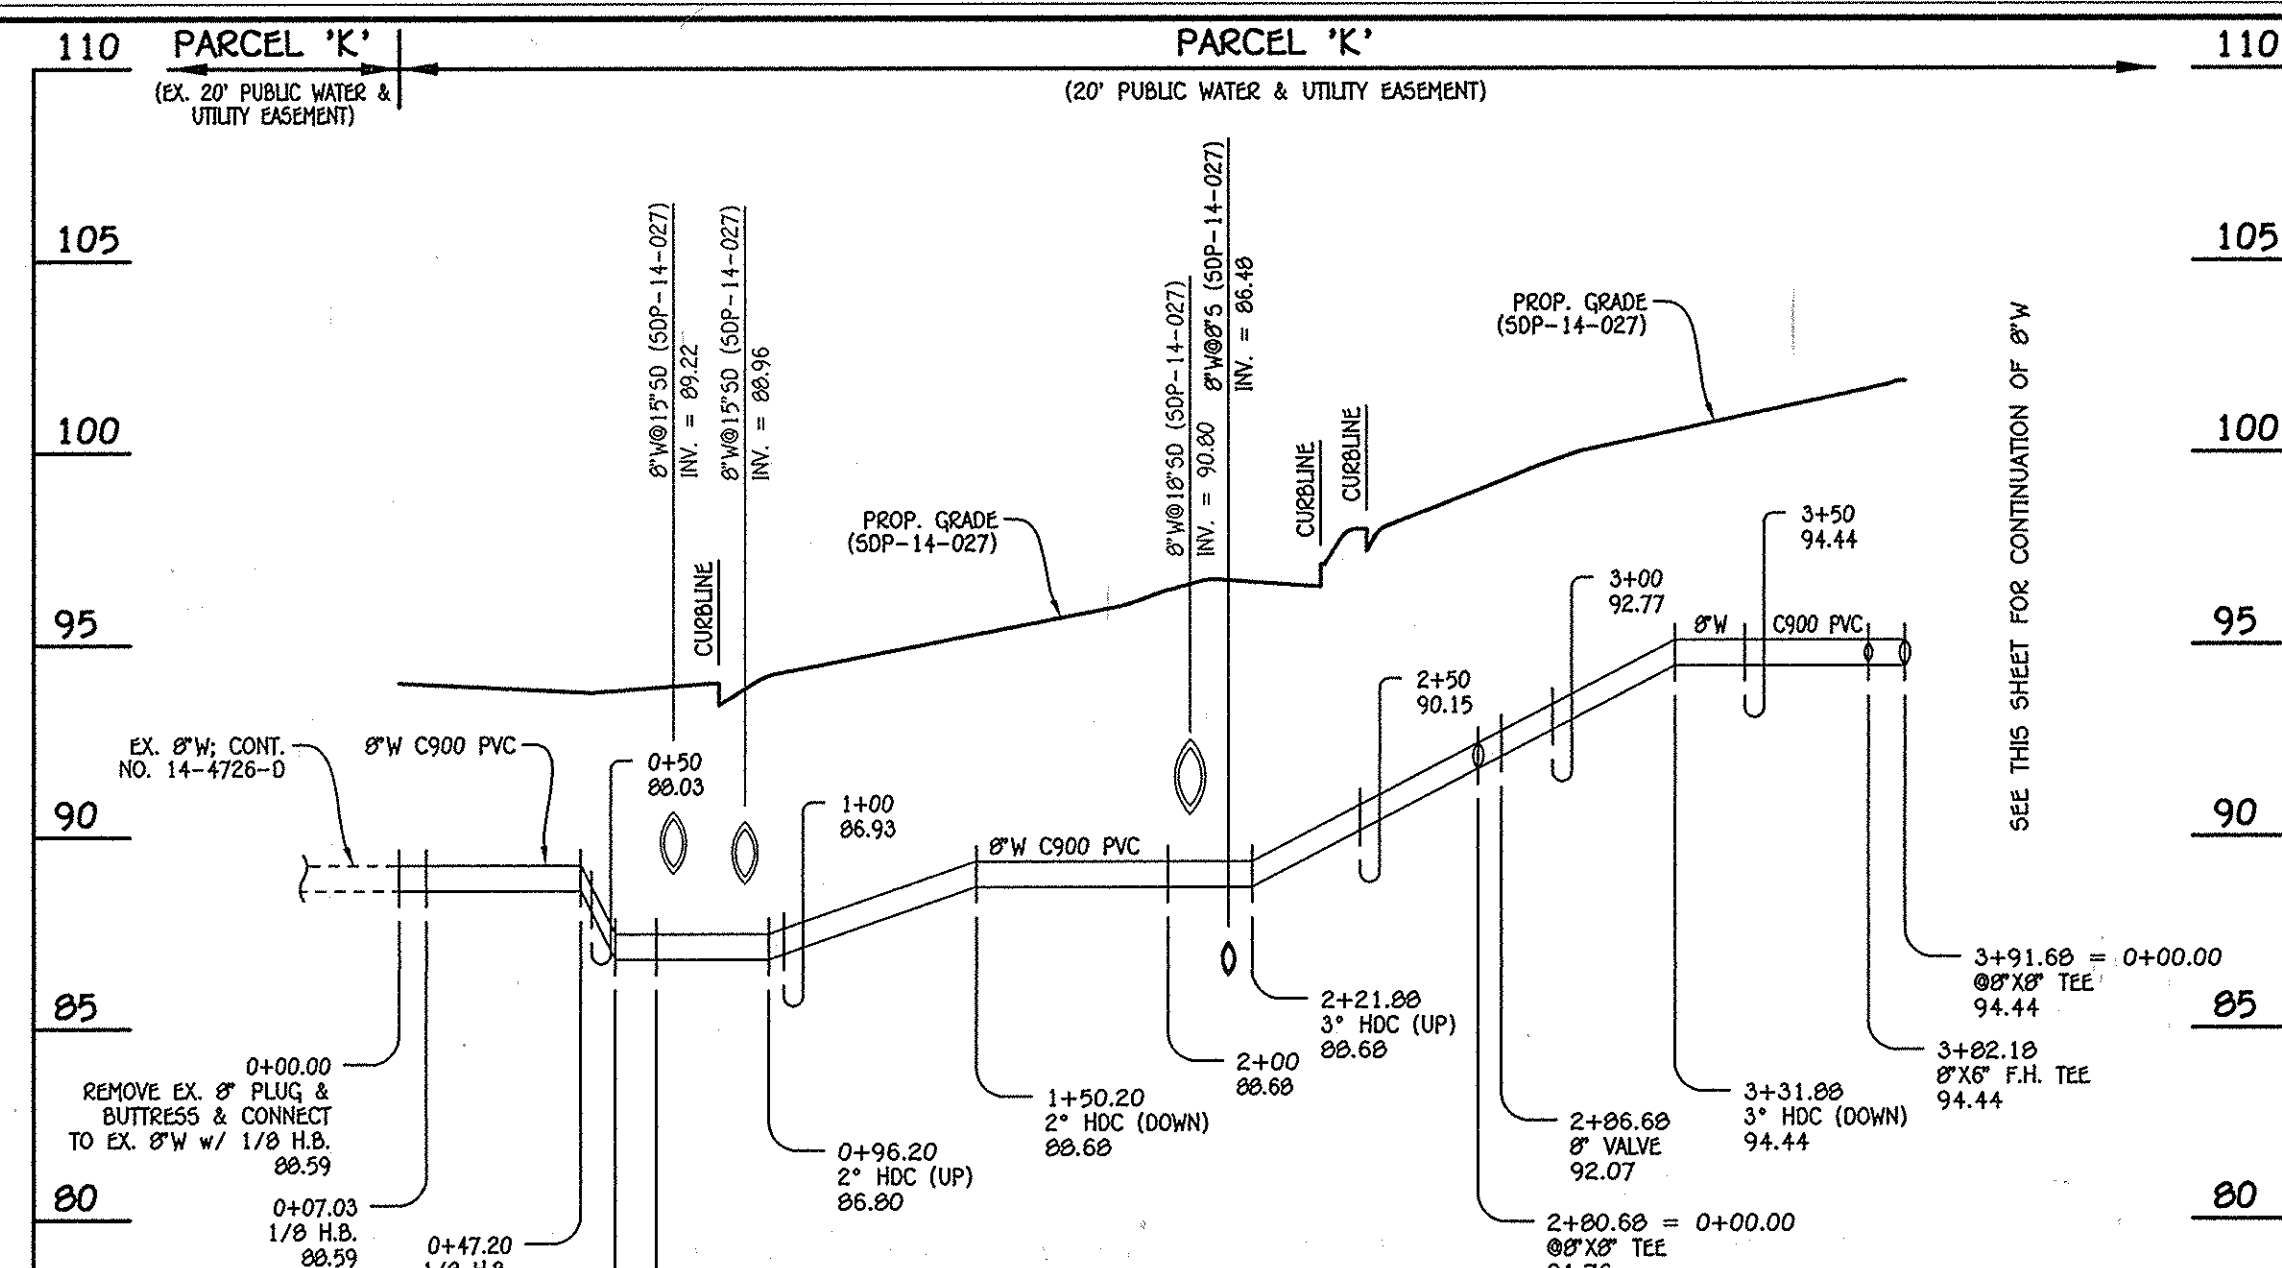 110
PARCEL 'K'
PARCEL 'K'
110
(EX. 20' PUBLIC WATER &
UTILITY EASEMENT)
(20' PUBLIC WATER & UTILITY EASEMENT)
105
105
8"W@15"SD (SDP-14-027)
INV. = 89.22
8"W@15"SD (SDP-14-027)
INV. = 88.96
8"W@18"SD (SDP-14-027)
INV. = 90.80
8"W@8"S (SDP-14-027)
INV. = 86.48
PROP. GRADE
(SDP-14-027)
SEE THIS SHEET FOR CONTINUATION OF 8"W
100
100
CURBLINE
CURBLINE
PROP. GRADE
(SDP-14-027)
3+50
94.44
CURBLINE
3+00
92.77
95
95
8"W
C900 PVC
2+50
90.15
EX. 8"W; CONT.
NO. 14-4726-D
8"W C900 PVC
0+50
88.03
1+00
86.93
90
90
8"W C900 PVC
85
85
3+91.68 = 0+00.00
@8"X8" TEE
94.44
2+21.88
3° HDC (UP)
88.68
3+82.18
8"X6" F.H. TEE
94.44
2+00
88.68
0+00.00
REMOVE EX. 8" PLUG &
BUTTRESS & CONNECT
TO EX. 8"W w/ 1/8 H.B.
88.59
1+50.20
2° HDC (DOWN)
88.68
3+31.88
3° HDC (DOWN)
94.44
2+86.68
8" VALVE
92.07
0+96.20
2° HDC (UP)
86.80
80
80
0+07.03
1/8 H.B.
88.59
0+47.20
1/8 H.B.
2+80.68 = 0+00.00
@8"X8" TEE